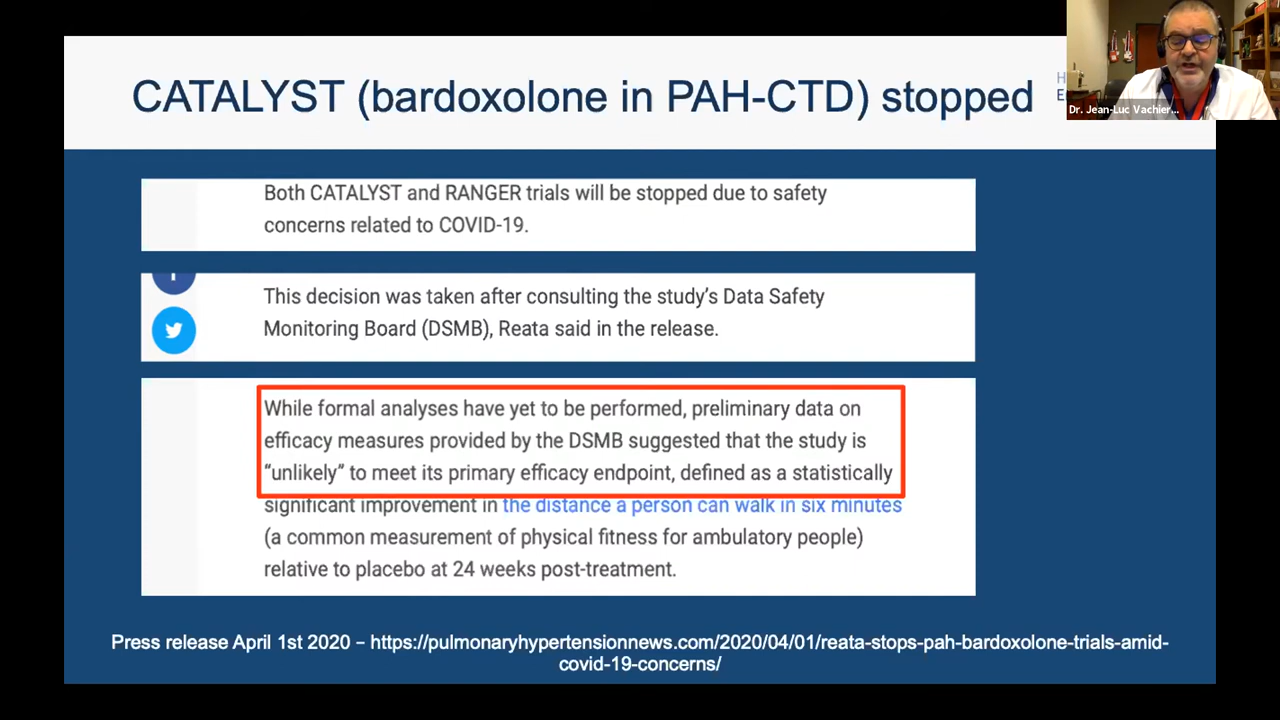 CATALYST (bardoxolone in PAH-CTD) stopped
H
E
Dr. Jean-Luc Vachier...
Both CATALYST and RANGER trials will be stopped due to safety
concerns related to COVID-19.
This decision was taken after consulting the study's Data Safety
Monitoring Board (DSMB), Reata said in the release.
While formal analyses have yet to be performed, preliminary data on
efficacy measures provided by the DSMB suggested that the study is
“unlikely” to meet its primary efficacy endpoint, defined as a statistically
significant improvement in the distance a person can walk in six minutes
(a common measurement of physical fitness for ambulatory people)
relative to placebo at 24 weeks post-treatment.
Press release April 1st 2020 – https://pulmonaryhypertensionnews.com/2020/04/01/reata-stops-pah-bardoxolone-trials-amid-
covid-19-concerns/